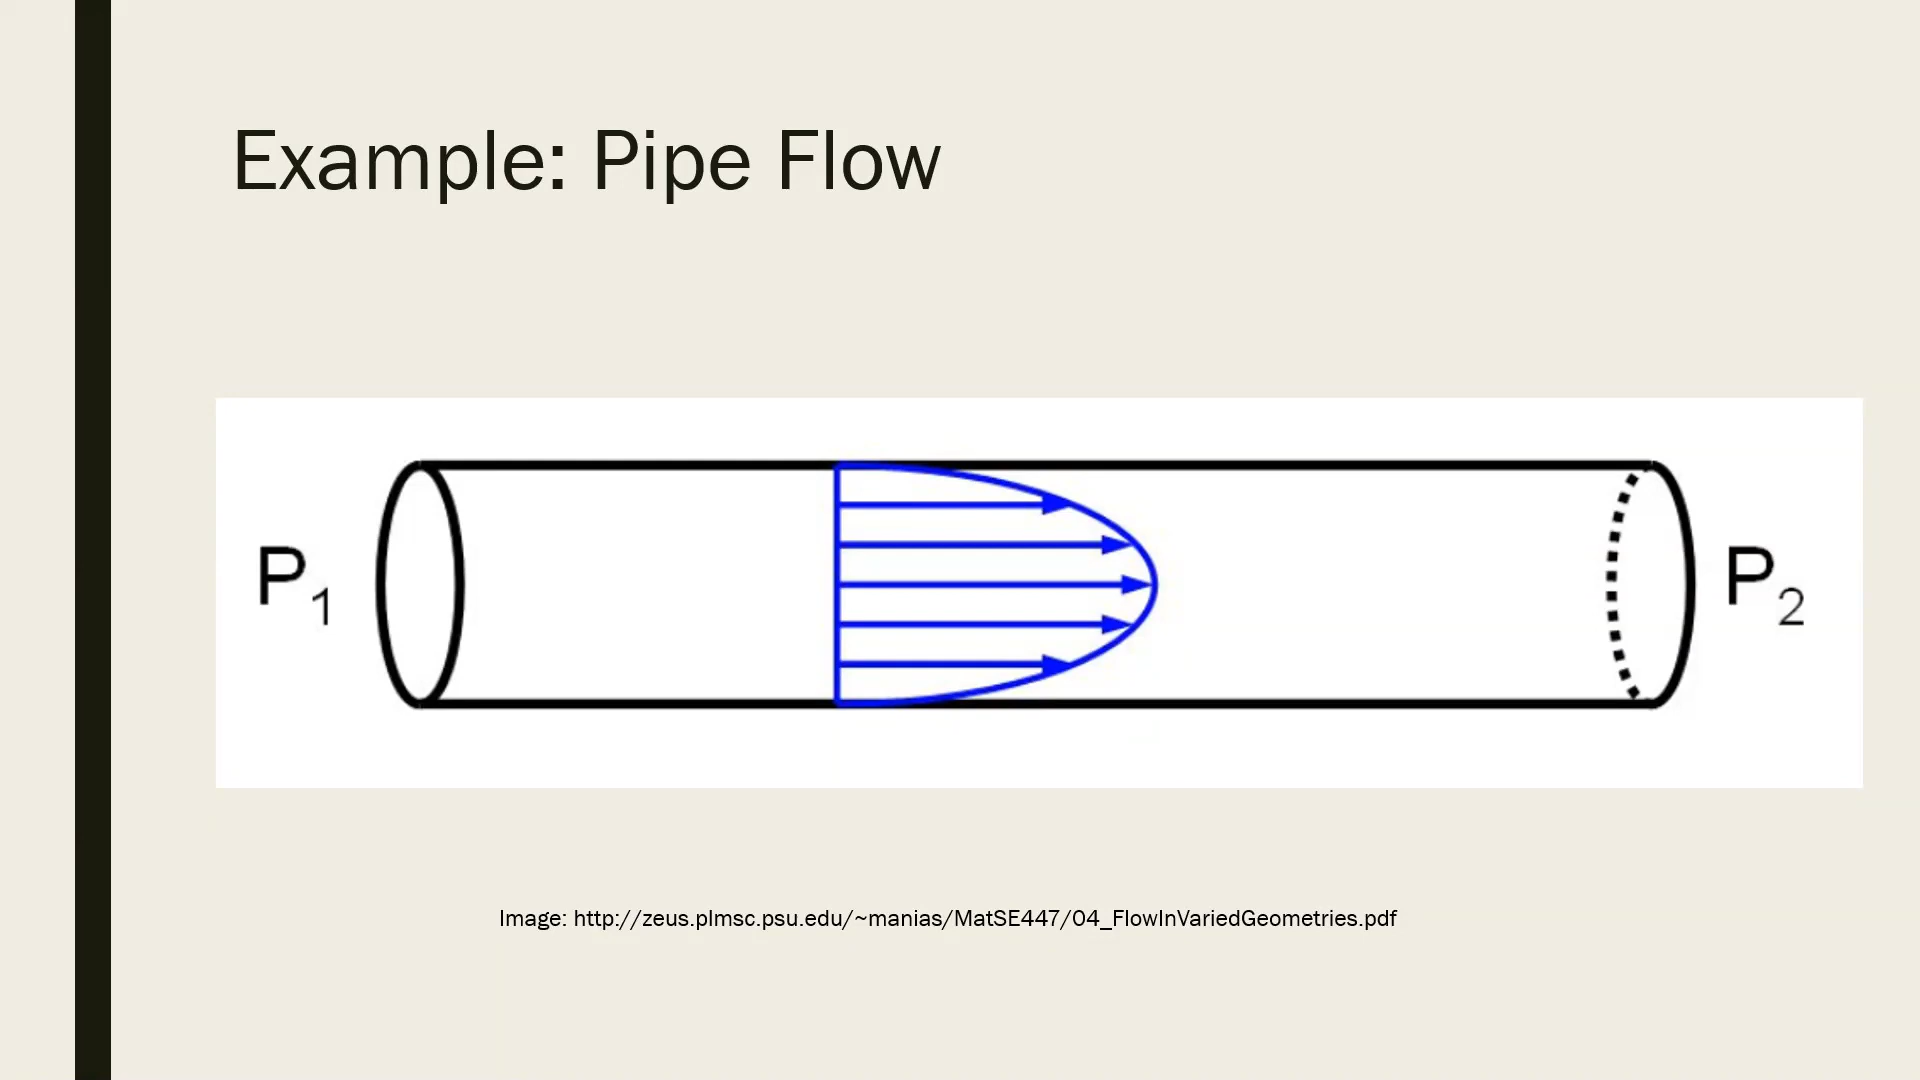 Example: Pipe Flow
P1
P2
Image: http://zeus.plmsc.psu.edu/~manias/MatSE447/04_FlowInVariedGeometries.pdf